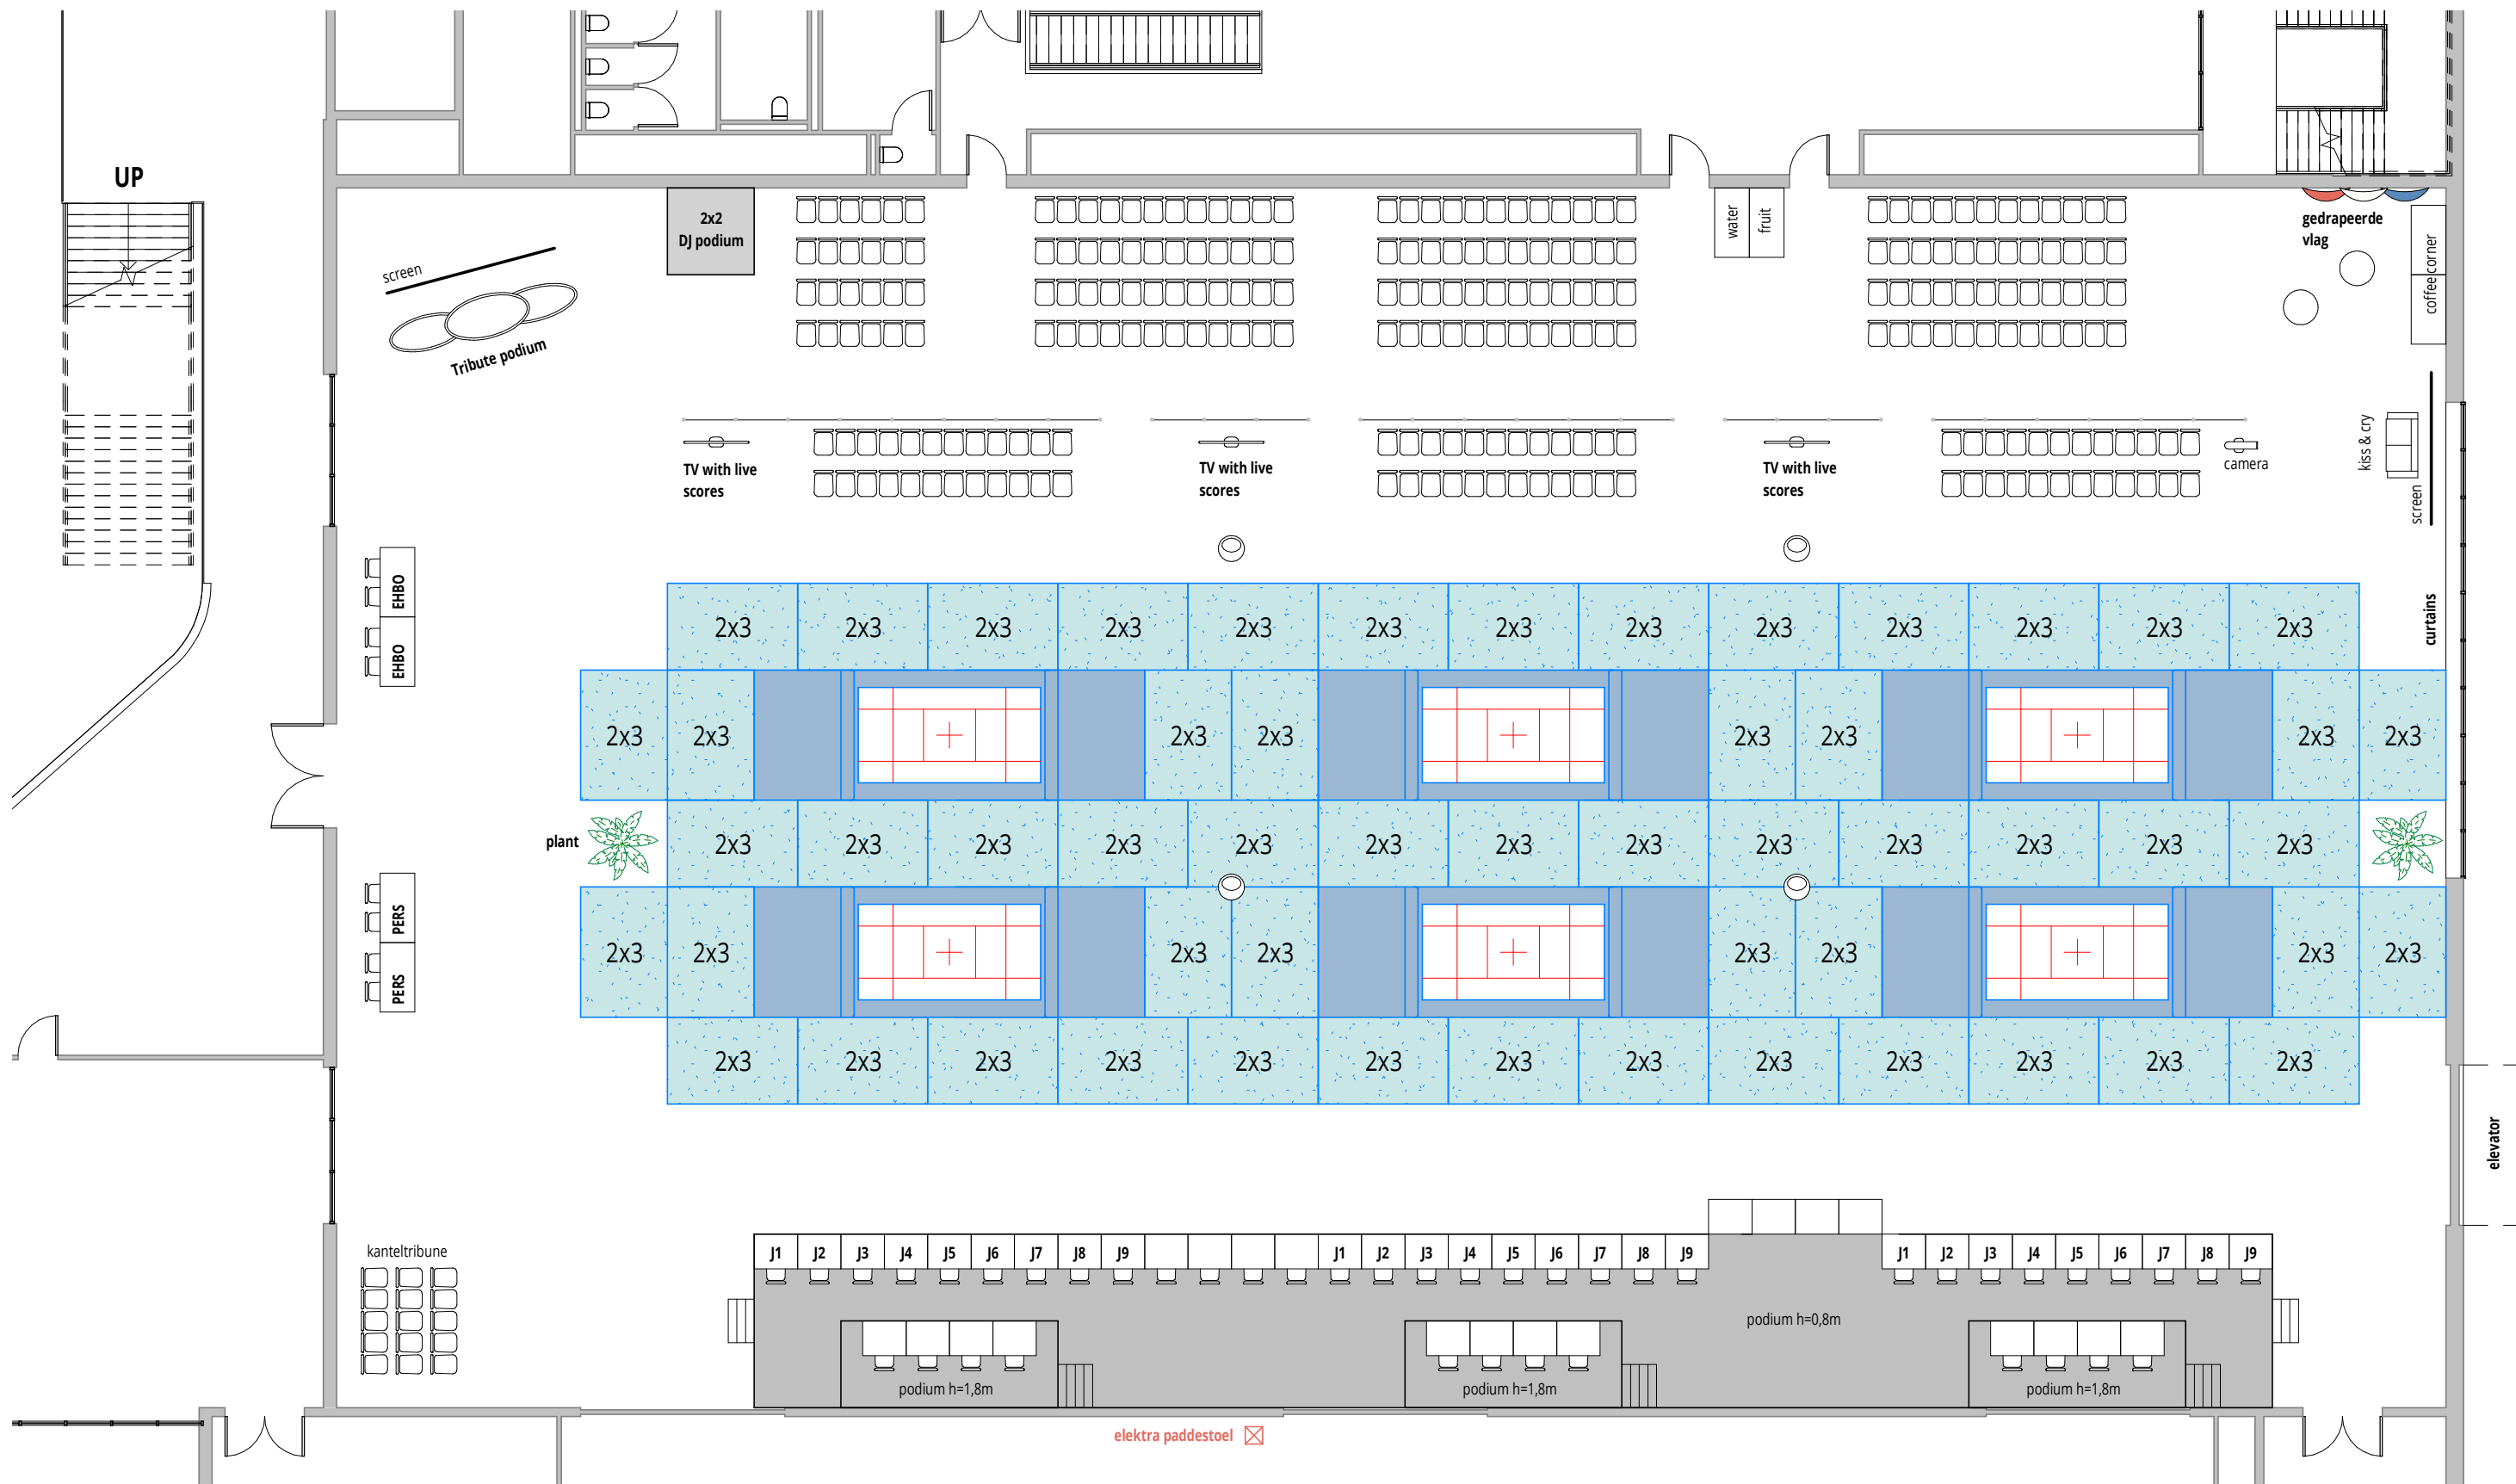 UP
2x2
DJ podium
water
fruit
gedrapeerde
vlag
coffee corner
screen
Tribute podium
TV with live
scores
TV with live
scores
TV with live
scores
camera
kiss & cry
screen
EHBO
EHBO
curtains
2x3 2x3 2x3 2x3 2x3 2x3 2x3 2x3 2x3 2x3 2x3 2x3 2x3
2x3 2x3 2x3 2x3 2x3 2x3 2x3 2x3
plant
2x3 2x3 2x3 2x3 2x3 2x3 2x3 2x3 2x3 2x3 2x3 2x3 2x3
PERS
PERS
2x3 2x3 2x3 2x3 2x3 2x3 2x3 2x3
2x3 2x3 2x3 2x3 2x3 2x3 2x3 2x3 2x3 2x3 2x3 2x3 2x3
elevator
kanteltribune
J1 J2 J3 J4 J5 J6 J7 J8 J9 J1 J2 J3 J4 J5 J6 J7 J8 J9 J1 J2 J3 J4 J5 J6 J7 J8 J9
podium h=0,8m
podium h=1,8m
podium h=1,8m
podium h=1,8m
elektra paddestoel